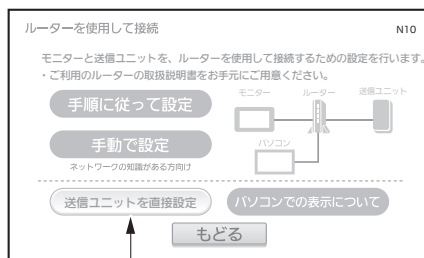 ルーターを使用して接続
N10
モニターと送信ユニットを、ルーターを使用して接続するための設定を行います。
・ご利用のルーターの取扱説明書をお手元にご用意ください。
手順に従って設定
モニター
ルーター
送信ユニット
手動で設定
パソコン
ネットワークの知識がある方向け
送信ユニットを直接設定
パソコンでの表示について
もどる